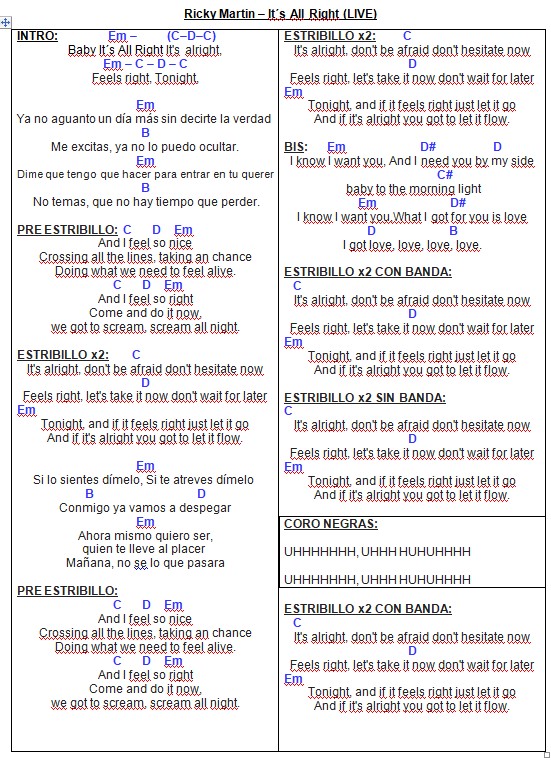 Ricky Martin – It´s All Right (LIVE)
INTRO: Em – (C–D–C)
Baby It´s All Right It's alright,
Em – C – D – C
Feels right, Tonight,
Em
Ya no aguanto un día más sin decirte la verdad
B
Me excitas, ya no lo puedo ocultar.
Em
Dime que tengo que hacer para entrar en tu querer
B
No temas, que no hay tiempo que perder.
PRE ESTRIBILLO: C D Em
And I feel so nice
Crossing all the lines, taking an chance
Doing what we need to feel alive.
C D Em
And I feel so right
Come and do it now,
we got to scream, scream all night.
ESTRIBILLO x2: C
It's alright, don't be afraid don't hesitate now
D
Feels right, let's take it now don't wait for later
Em
Tonight, and if it feels right just let it go
And if it's alright you got to let it flow.
Em
Si lo sientes dímelo, Si te atreves dímelo
B D
Conmigo ya vamos a despegar
Em
Ahora mismo quiero ser,
quien te lleve al placer
Mañana, no se lo que pasara
PRE ESTRIBILLO:
C D Em
And I feel so nice
Crossing all the lines, taking an chance
Doing what we need to feel alive.
C D Em
And I feel so right
Come and do it now,
we got to scream, scream all night.
ESTRIBILLO x2: C
It's alright, don't be afraid don't hesitate now
D
Feels right, let's take it now don't wait for later
Em
Tonight, and if it feels right just let it go
And if it's alright you got to let it flow.
BIS: Em D# D
I know I want you, And I need you by my side
C#
baby to the morning light
Em D#
I know I want you,What I got for you is love
D B
I got love, love, love, love.
ESTRIBILLO x2 CON BANDA:
C
It's alright, don't be afraid don't hesitate now
D
Feels right, let's take it now don't wait for later
Em
Tonight, and if it feels right just let it go
And if it's alright you got to let it flow.
ESTRIBILLO x2 SIN BANDA:
C
It's alright, don't be afraid don't hesitate now
D
Feels right, let's take it now don't wait for later
Em
Tonight, and if it feels right just let it go
And if it's alright you got to let it flow.
CORO NEGRAS:
UHHHHHHH, UHHH HUHUHHHH
UHHHHHHH, UHHH HUHUHHHH
ESTRIBILLO x2 CON BANDA:
C
It's alright, don't be afraid don't hesitate now
D
Feels right, let's take it now don't wait for later
Em
Tonight, and if it feels right just let it go
And if it's alright you got to let it flow.